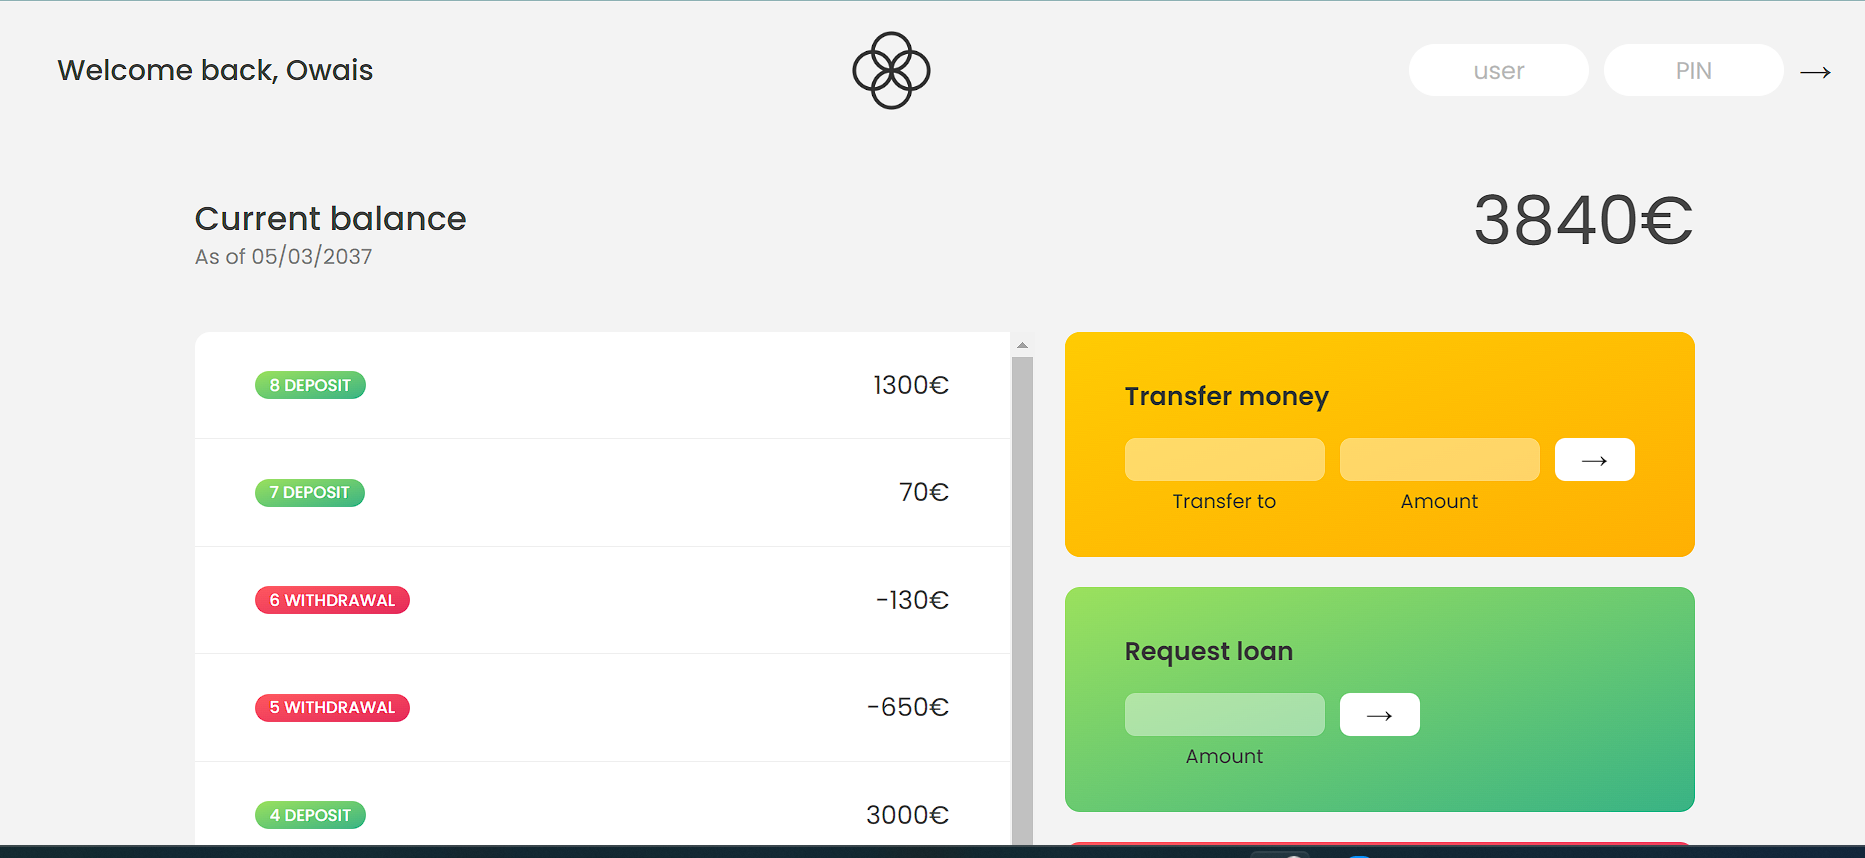 Welcome back, Owais
user
PIN
→
Current balance
As of 05/03/2037
3840€
8 DEPOSIT
1300€
7 DEPOSIT
70€
6 WITHDRAWAL
-130€
5 WITHDRAWAL
-650€
4 DEPOSIT
3000€
Transfer money
→
Transfer to
Amount
Request loan
→
Amount